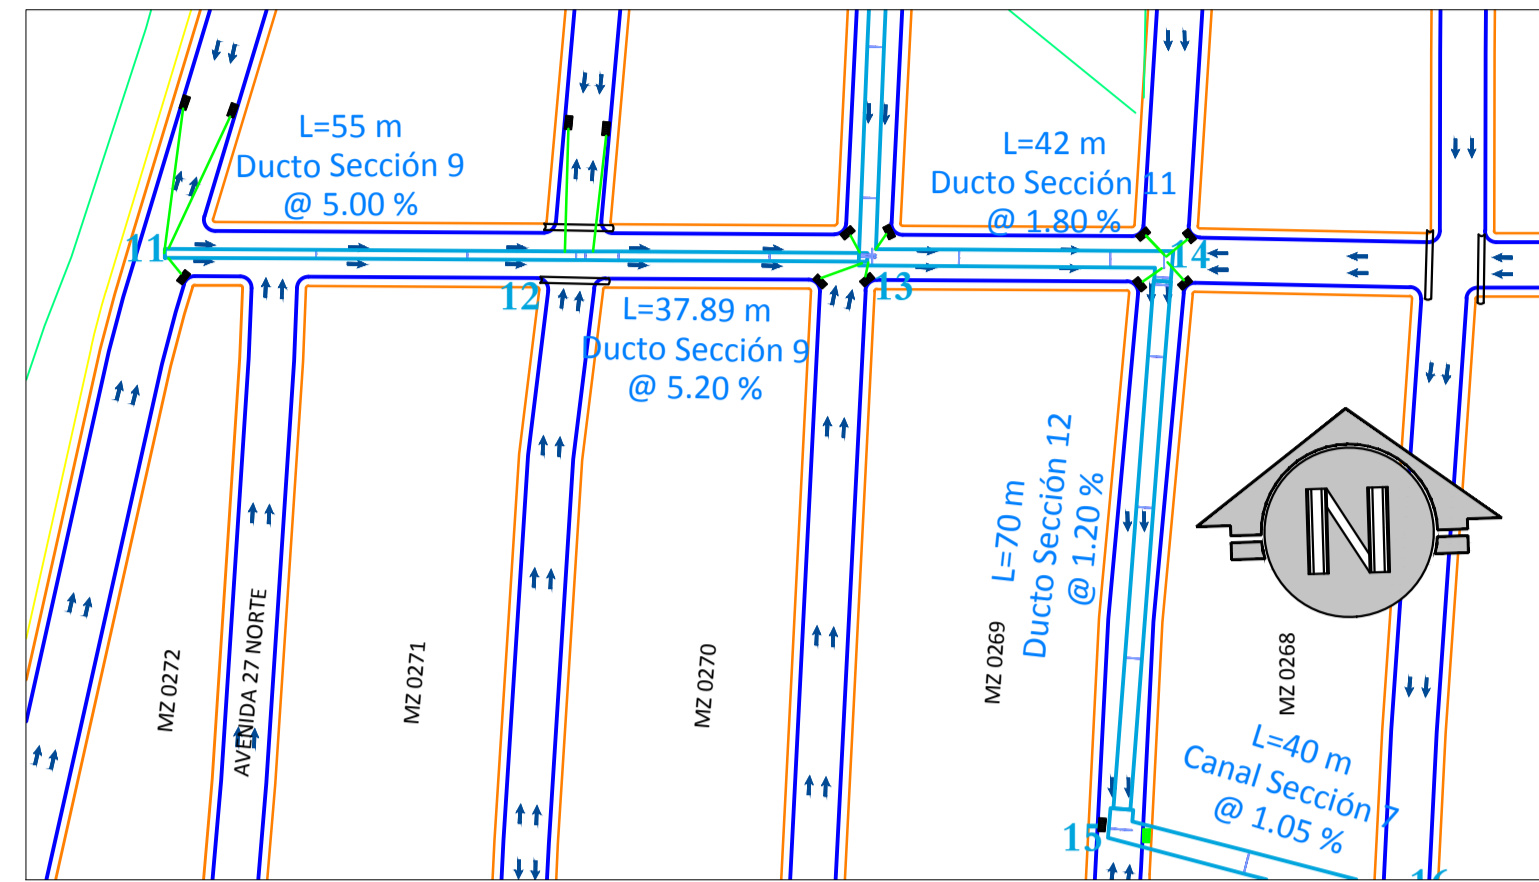 L=55 m
Ducto Sección 9
@ 5.00 %
L=42 m
Ducto Sección 11
@ 1.80 %
11
12
13
14
L=37.89 m
Ducto Sección 9
@ 5.20 %
L=70 m
Ducto Sección 12
@ 1.20 %
N
MZ 0272
AVENIDA 27 NORTE
MZ 0271
MZ 0270
MZ 0269
MZ 0268
L=40 m
Canal Sección 7
@ 1.05 %
15